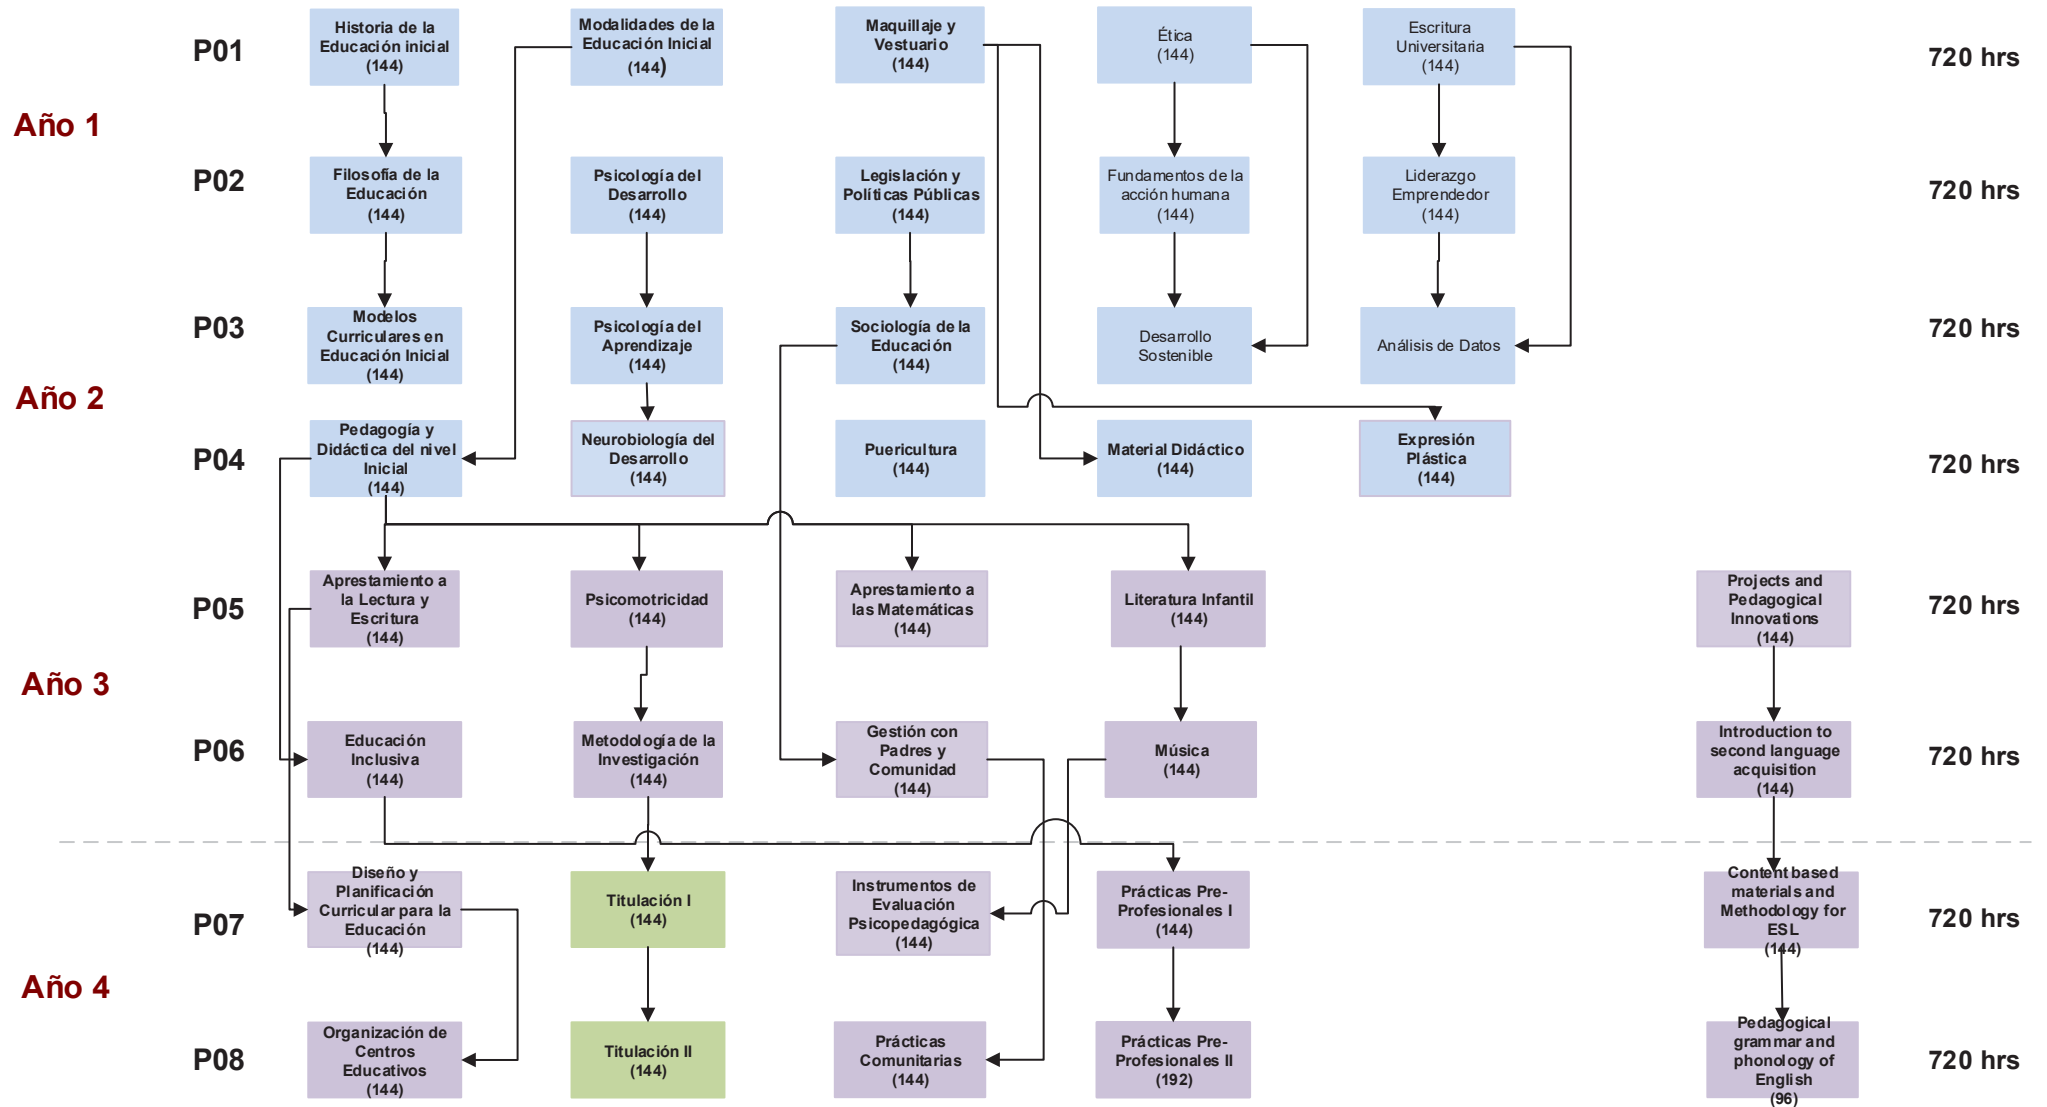 P01
Historia de la
Educación inicial
(144)
Modalidades de la
Educación Inicial
(144)
Maquillaje y
Vestuario
(144)
Ética
(144)
Escritura
Universitaria
(144)
720 hrs
Año 1
P02
Filosofía de la
Educación
(144)
Psicología del
Desarrollo
(144)
Legislación y
Políticas Públicas
(144)
Fundamentos de la
acción humana
(144)
Liderazgo
Emprendedor
(144)
720 hrs
P03
Modelos
Curriculares en
Educación Inicial
(144)
Psicología del
Aprendizaje
(144)
Sociología de la
Educación
(144)
Desarrollo
Sostenible
Análisis de Datos
720 hrs
Año 2
P04
Pedagogía y
Didáctica del nivel
Inicial
(144)
Neurobiología del
Desarrollo
(144)
Puericultura
(144)
Material Didáctico
(144)
Expresión
Plástica
(144)
720 hrs
P05
Aprestamiento a
la Lectura y
Escritura
(144)
Psicomotricidad
(144)
Aprestamiento a
las Matemáticas
(144)
Literatura Infantil
(144)
Projects and
Pedagogical
Innovations
(144)
720 hrs
Año 3
P06
Educación
Inclusiva
(144)
Metodología de la
Investigación
(144)
Gestión con
Padres y
Comunidad
(144)
Música
(144)
Introduction to
second language
acquisition
(144)
720 hrs
P07
Diseño y
Planificación
Curricular para la
Educación
(144)
Titulación I
(144)
Instrumentos de
Evaluación
Psicopedagógica
(144)
Prácticas Pre-
Profesionales I
(144)
Content based
materials and
Methodology for
ESL
(144)
720 hrs
Año 4
P08
Organización de
Centros
Educativos
(144)
Titulación II
(144)
Prácticas
Comunitarias
(144)
Prácticas Pre-
Profesionales II
(192)
Pedagogical
grammar and
phonology of
English
(96)
720 hrs